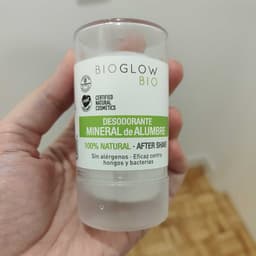 BIOGLOW
BIO
CERTIFIED
NATURAL
COSMETICS
DESODORANTE
MINERAL de ALUMBRE
100% NATURAL - AFTER SHAVE
Sin alérgenos · Eficaz contra
hongos y bacterias